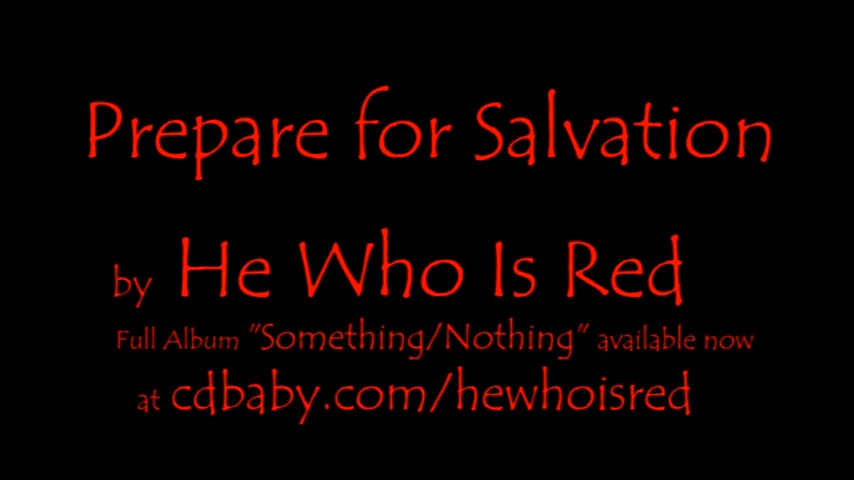 Prepare for Salvation
by He Who Is Red
Full Album "Something/Nothing" available now
at cdbaby.com/hewhoisred